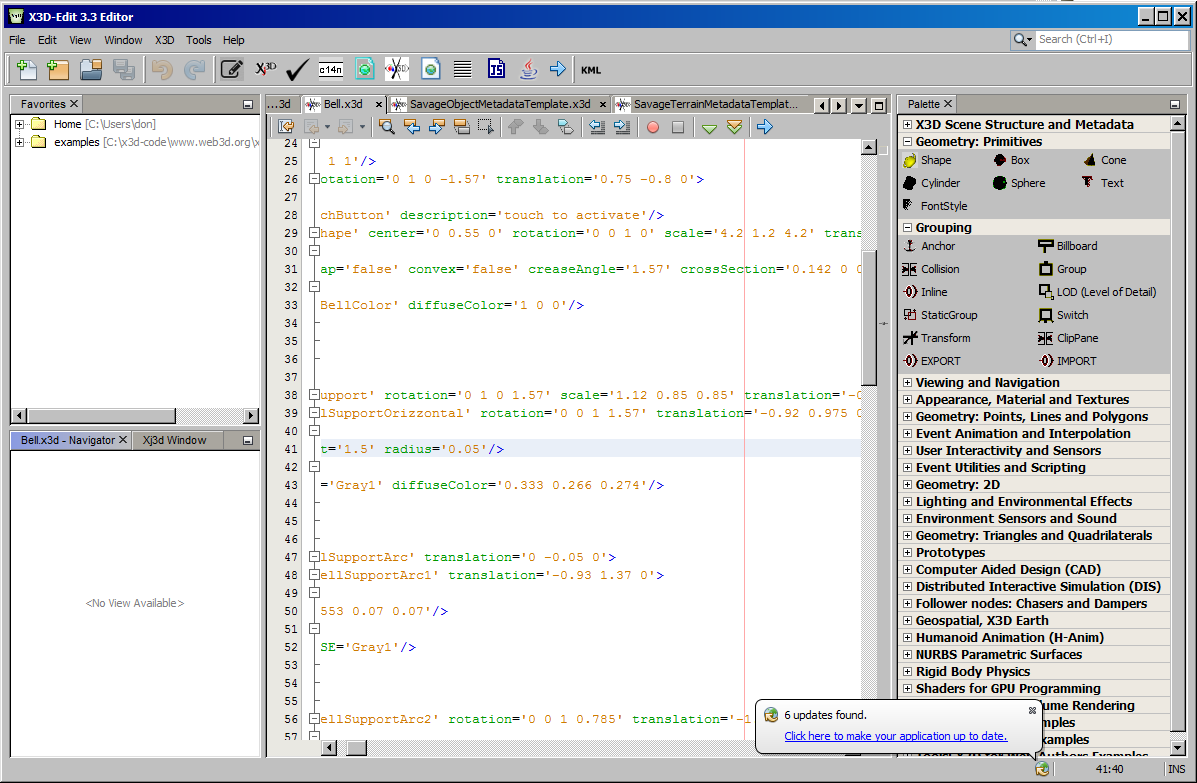 X3D-Edit 3.3 Editor
File Edit View Window X3D Tools Help
Search (Ctrl+I)
X3D c14n JS KML
Favorites
Home [C:\Users\don]
examples [C:\x3d-code\www.web3d.org\x
Bell.x3d - Navigator Xj3d Window
<No View Available>
...3d Bell.x3d SavageObjectMetadataTemplate.x3d SavageTerrainMetadataTemplat...
24
25 1 1'/>
26 otation='0 1 0 -1.57' translation='0.75 -0.8 0'>
27
28 chButton' description='touch to activate'/>
29 hape' center='0 0.55 0' rotation='0 0 1 0' scale='4.2 1.2 4.2' trans
30
31 ap='false' convex='false' creaseAngle='1.57' crossSection='0.142 0 0
32
33 BellColor' diffuseColor='1 0 0'/>
34
35
36
37
38 upport' rotation='0 1 0 1.57' scale='1.12 0.85 0.85' translation='-0
39 lSupportOrizzontal' rotation='0 0 1 1.57' translation='-0.92 0.975 0
40
41 t='1.5' radius='0.05'/>
42
43 ='Gray1' diffuseColor='0.333 0.266 0.274'/>
44
45
46
47 lSupportArc' translation='0 -0.05 0'>
48 ellSupportArc1' translation='-0.93 1.37 0'>
49
50 553 0.07 0.07'/>
51
52 SE='Gray1'/>
53
54
55
56 ellSupportArc2' rotation='0 0 1 0.785' translation='-1
57
Palette
X3D Scene Structure and Metadata
Geometry: Primitives
Shape Box Cone
Cylinder Sphere Text
FontStyle
Grouping
Anchor Billboard
Collision Group
Inline LOD (Level of Detail)
StaticGroup Switch
Transform ClipPane
EXPORT IMPORT
Viewing and Navigation
Appearance, Material and Textures
Geometry: Points, Lines and Polygons
Event Animation and Interpolation
User Interactivity and Sensors
Event Utilities and Scripting
Geometry: 2D
Lighting and Environmental Effects
Environment Sensors and Sound
Geometry: Triangles and Quadrilaterals
Prototypes
Computer Aided Design (CAD)
Distributed Interactive Simulation (DIS)
Follower nodes: Chasers and Dampers
Geospatial, X3D Earth
Humanoid Animation (H-Anim)
NURBS Parametric Surfaces
Rigid Body Physics
Shaders for GPU Programming
ume Rendering
mples
xamples
6 updates found.
Click here to make your application up to date.
41:40 INS